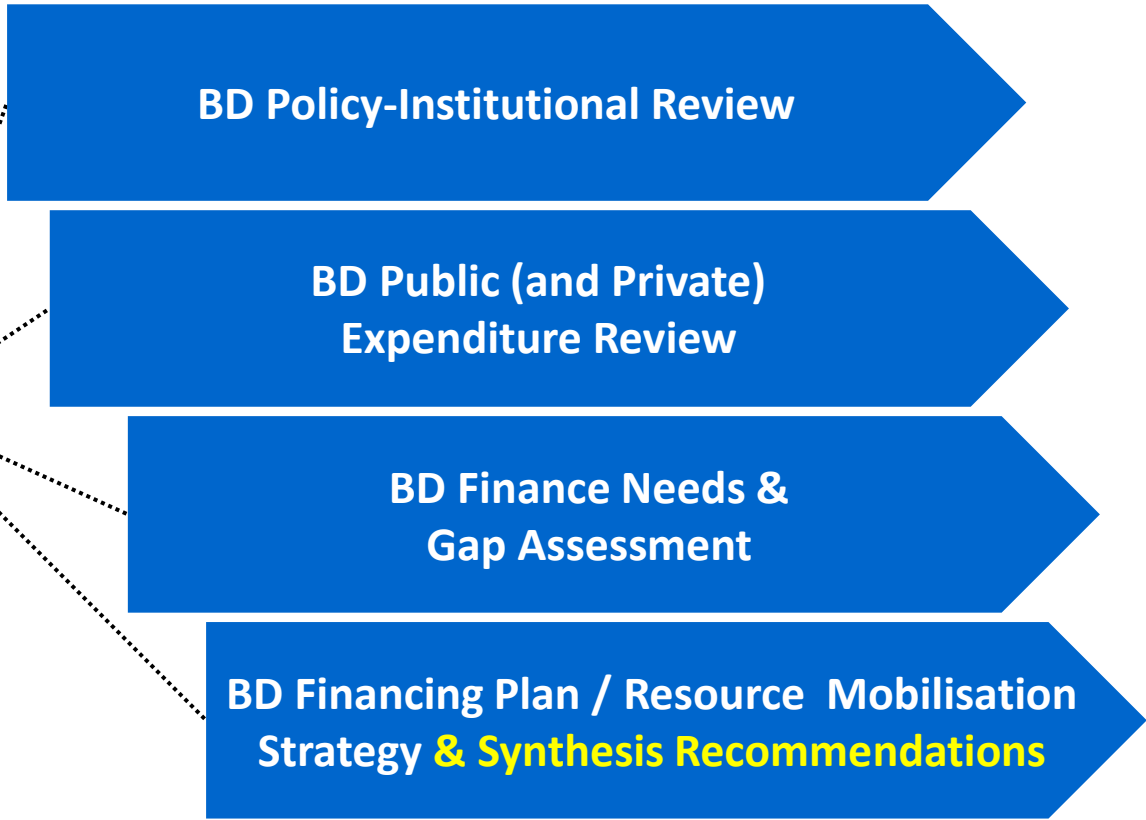 BD Policy-Institutional Review
BD Public (and Private)
Expenditure Review
BD Finance Needs &
Gap Assessment
BD Financing Plan / Resource Mobilisation
Strategy & Synthesis Recommendations